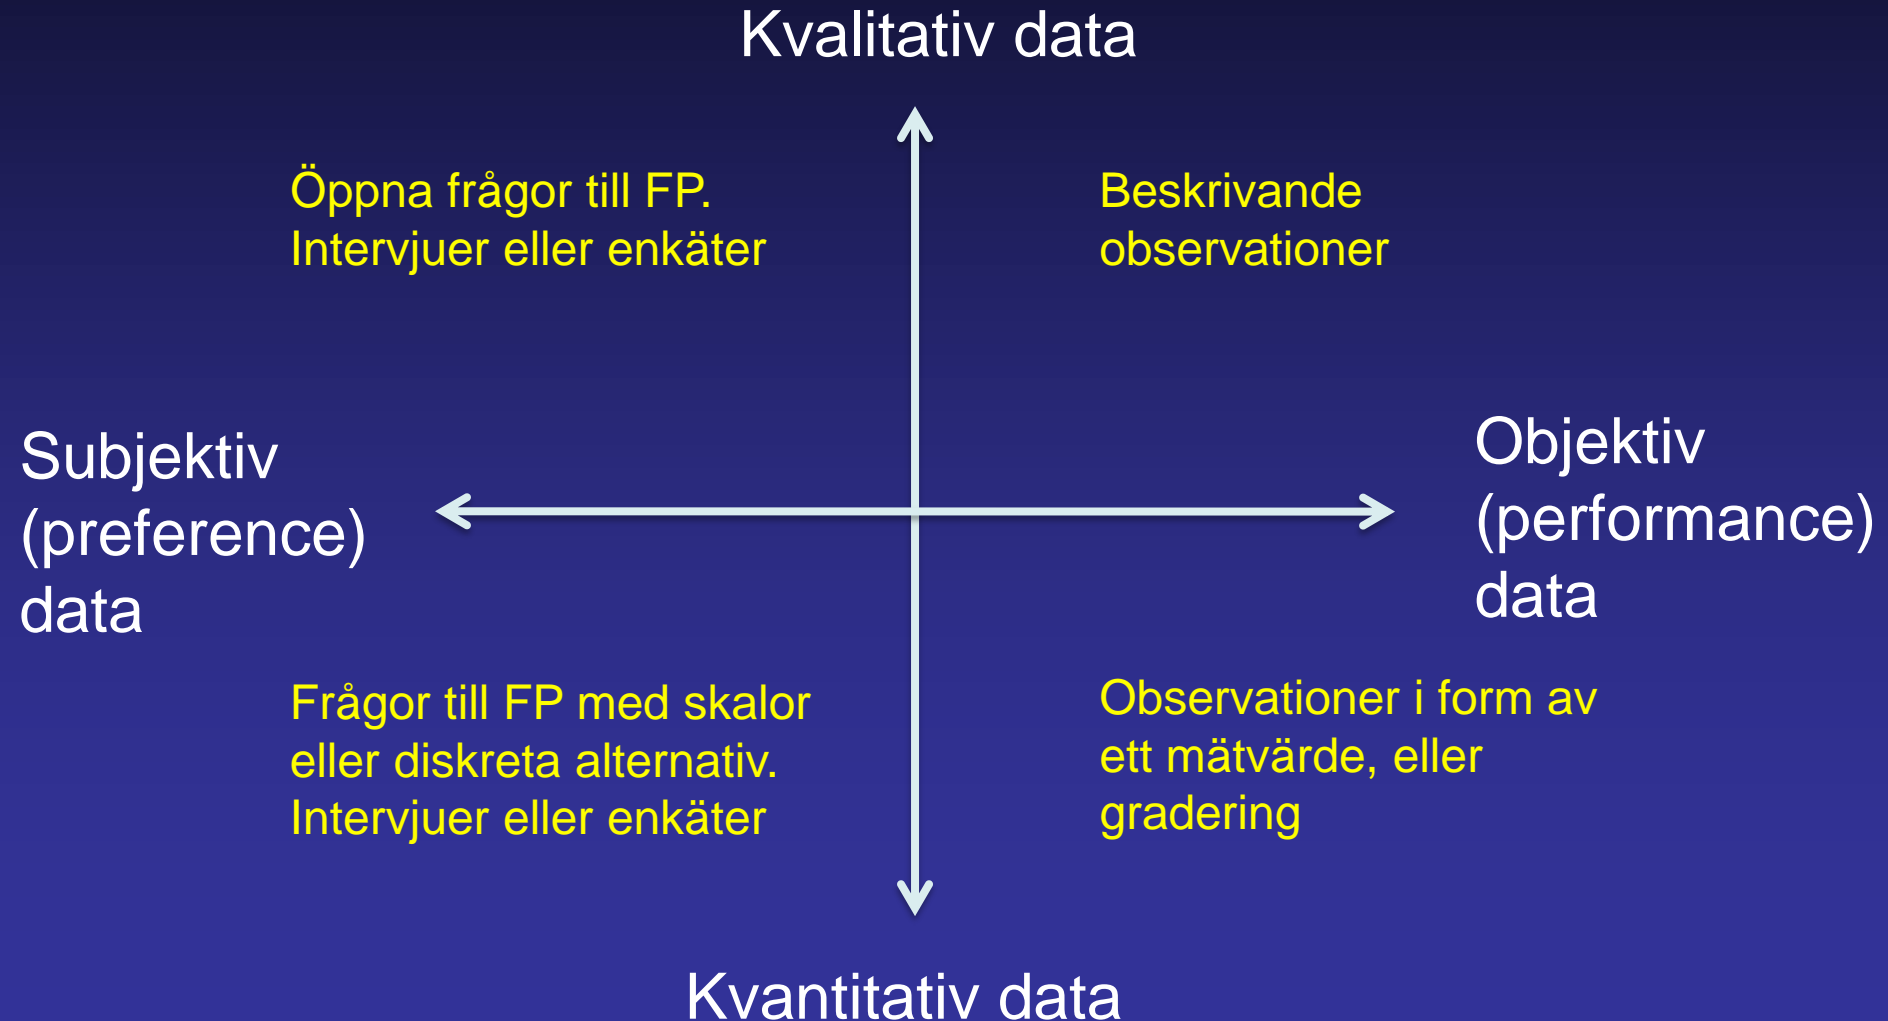 Kvalitativ data
Öppna frågor till FP.
Intervjuer eller enkäter
Beskrivande
observationer
Subjektiv
(preference)
data
Objektiv
(performance)
data
Frågor till FP med skalor
eller diskreta alternativ.
Intervjuer eller enkäter
Observationer i form av
ett mätvärde, eller
gradering
Kvantitativ data